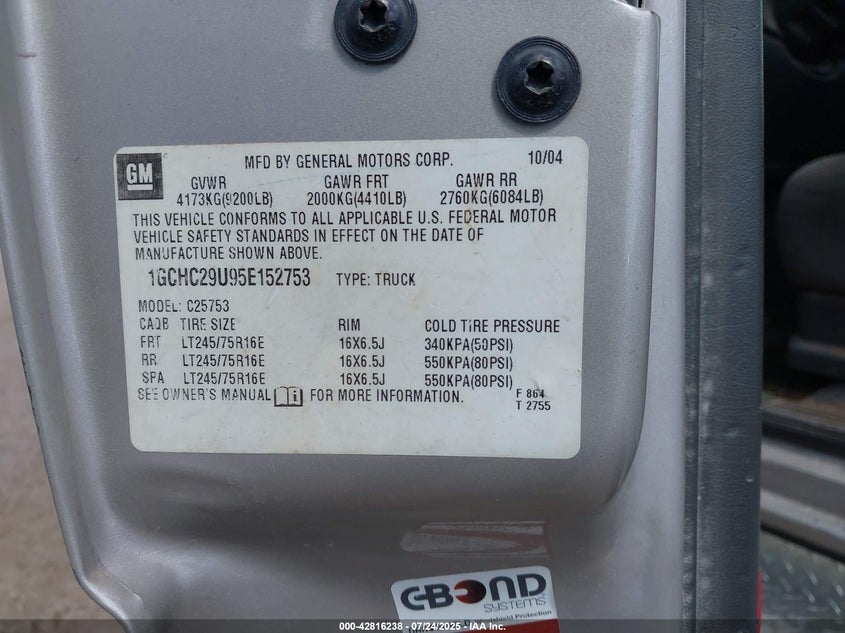 GM
MFD BY GENERAL MOTORS CORP. 10/04
GVWR GAWR FRT GAWR RR
4173KG(9200LB) 2000KG(4410LB) 2760KG(6084LB)
THIS VEHICLE CONFORMS TO ALL APPLICABLE U.S. FEDERAL MOTOR
VEHICLE SAFETY STANDARDS IN EFFECT ON THE DATE OF
MANUFACTURE SHOWN ABOVE.
1GCHC29U95E152753 TYPE: TRUCK
MODEL: C25753
CAQB TIRE SIZE RIM COLD TIRE PRESSURE
FRT LT245/75R16E 16X6.5J 340KPA(50PSI)
RR LT245/75R16E 16X6.5J 550KPA(80PSI)
SPA LT245/75R16E 16X6.5J 550KPA(80PSI)
SEE OWNER'S MANUAL FOR MORE INFORMATION. F 864
T 2755
C-BOND
SYSTEMS
Protection
000-42816238 - 07/24/2025 - IAA Inc.